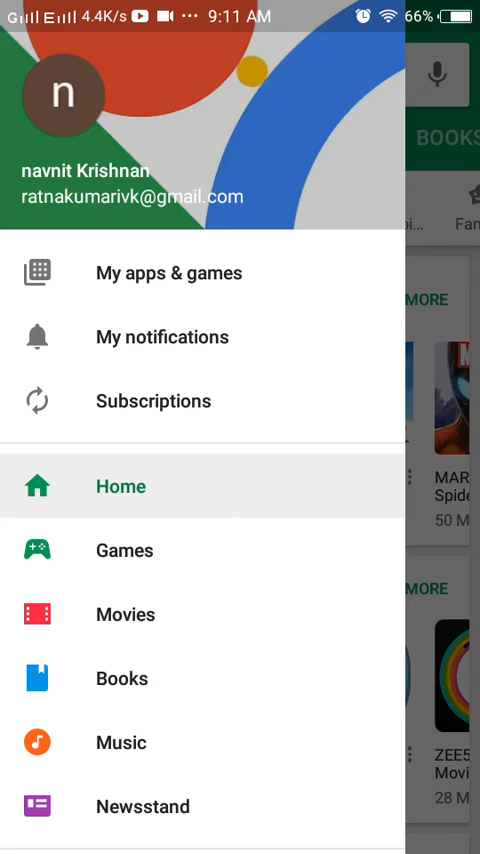 G 4.4K/s 9:11 AM 66%
n
navnit Krishnan
ratnakumarivk@gmail.com
My apps & games
My notifications
Subscriptions
Home
Games
Movies
Books
Music
Newsstand
BOOKS
MORE
MAR
Spide
50 M
MORE
ZEE5
Movi
28 M